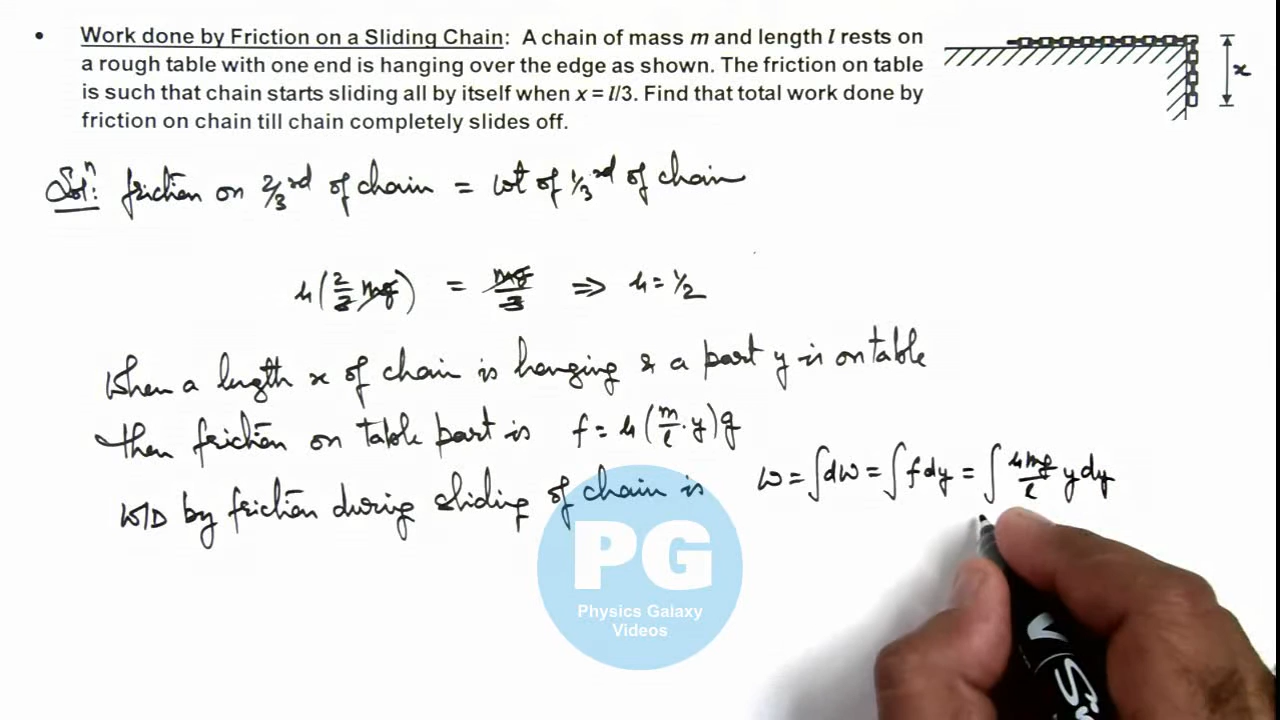 • Work done by Friction on a Sliding Chain: A chain of mass m and length l rests on
a rough table with one end is hanging over the edge as shown. The friction on table
is such that chain starts sliding all by itself when x = l/3. Find that total work done by
friction on chain till chain completely slides off.
x
Solⁿ: friction on 2/3 rd of chain = wt of 1/3 rd of chain
μ(2/3 mg) = mg/3 ⇒ μ = 1/2
When a length x of chain is hanging & a part y is on table
then friction on table part is f = μ(m/l · y)g
W/D by friction during sliding of chain is W = ∫dW = ∫f dy = ∫ μmg/l y dy
PG
Physics Galaxy
Videos
VISi